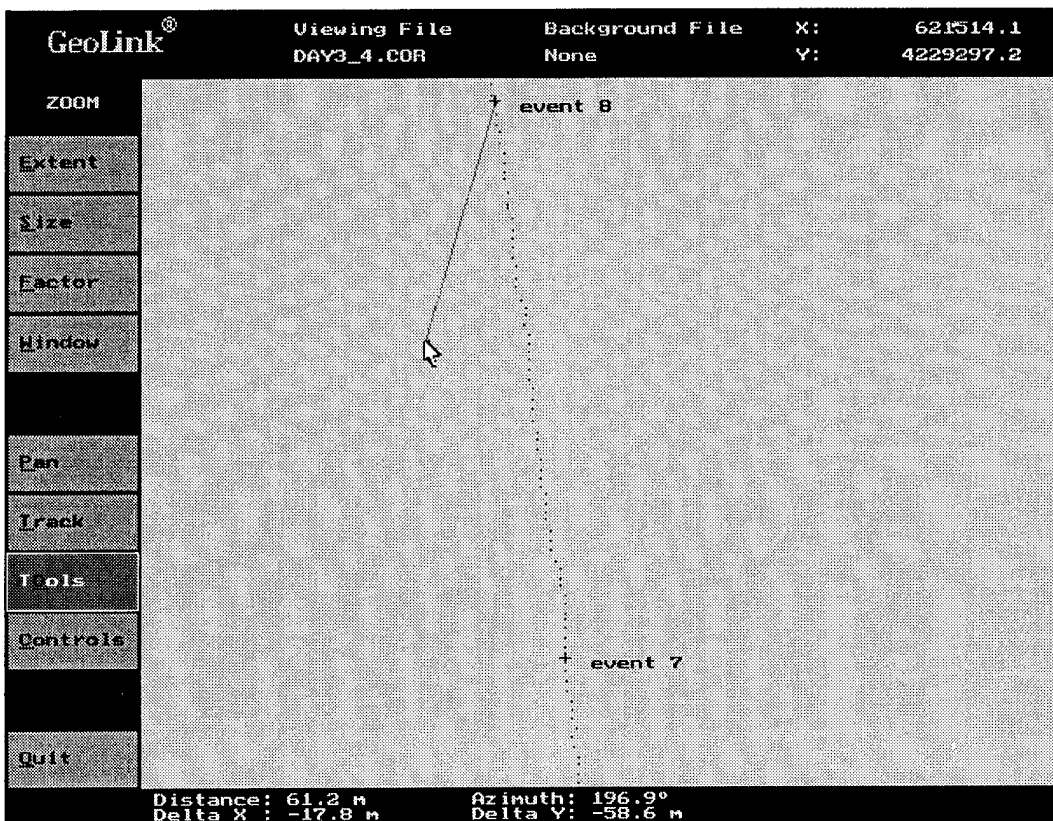 GeoLink®
Viewing File Background File X: 621514.1
DAY3_4.COR None Y: 4229297.2
ZOOM
Extent
Size
Factor
Window
Pan
Track
Tools
Controls
Quit
event 8
event 7
Distance: 61.2 m Azimuth: 196.9°
Delta X : -17.8 m Delta Y: -58.6 m